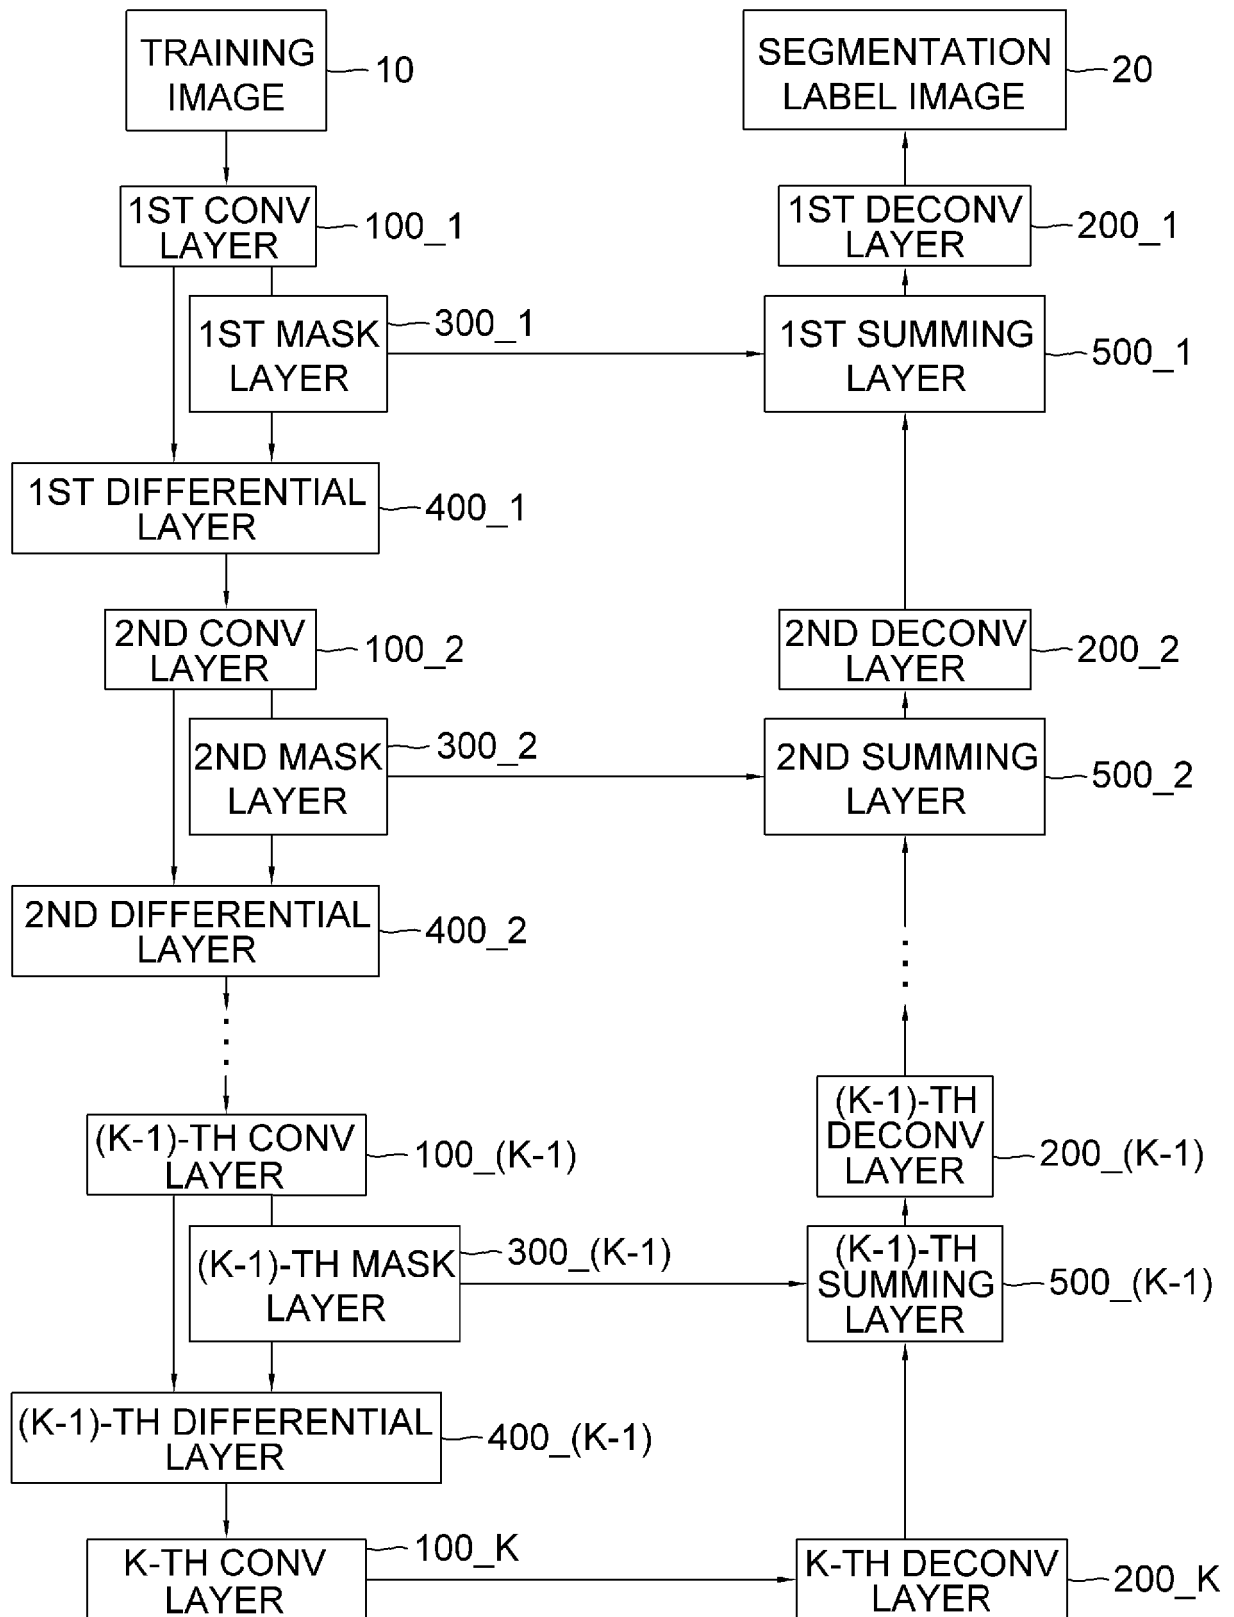 TRAINING
IMAGE
10
SEGMENTATION
LABEL IMAGE
20
1ST CONV
LAYER
100_1
1ST DECONV
LAYER
200_1
1ST MASK
LAYER
300_1
1ST SUMMING
LAYER
500_1
1ST DIFFERENTIAL
LAYER
400_1
2ND CONV
LAYER
100_2
2ND DECONV
LAYER
200_2
2ND MASK
LAYER
300_2
2ND SUMMING
LAYER
500_2
2ND DIFFERENTIAL
LAYER
400_2
(K-1)-TH CONV
LAYER
100_(K-1)
(K-1)-TH
DECONV
LAYER
200_(K-1)
(K-1)-TH MASK
LAYER
300_(K-1)
(K-1)-TH
SUMMING
LAYER
500_(K-1)
(K-1)-TH DIFFERENTIAL
LAYER
400_(K-1)
K-TH CONV
LAYER
100_K
K-TH DECONV
LAYER
200_K